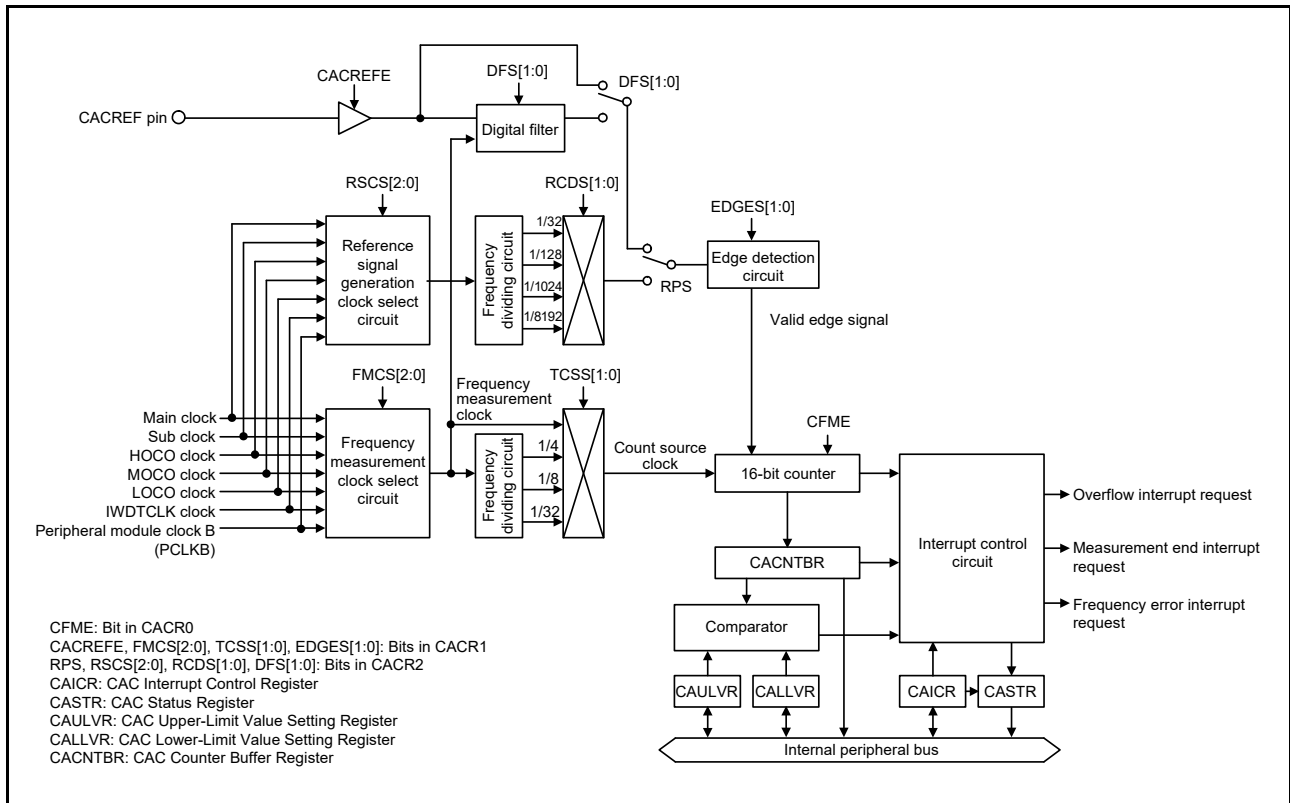 CACREFE
DFS[1:0]
DFS[1:0]
CACREF pin
Digital filter
RSCS[2:0]
RCDS[1:0]
EDGES[1:0]
Reference
signal
generation
clock select
circuit
Frequency
dividing circuit
1/32
1/128
1/1024
1/8192
RPS
Edge detection
circuit
Valid edge signal
FMCS[2:0]
Frequency
measurement
clock
TCSS[1:0]
Main clock
Sub clock
HOCO clock
MOCO clock
LOCO clock
IWDTCLK clock
Peripheral module clock B
(PCLKB)
Frequency
measurement
clock select
circuit
Frequency
dividing circuit
1/4
1/8
1/32
Count source
clock
CFME
16-bit counter
CACNTBR
Comparator
CAULVR
CALLVR
Interrupt control
circuit
CAICR
CASTR
Overflow interrupt request
Measurement end interrupt
request
Frequency error interrupt
request
Internal peripheral bus
CFME: Bit in CACR0
CACREFE, FMCS[2:0], TCSS[1:0], EDGES[1:0]: Bits in CACR1
RPS, RSCS[2:0], RCDS[1:0], DFS[1:0]: Bits in CACR2
CAICR: CAC Interrupt Control Register
CASTR: CAC Status Register
CAULVR: CAC Upper-Limit Value Setting Register
CALLVR: CAC Lower-Limit Value Setting Register
CACNTBR: CAC Counter Buffer Register